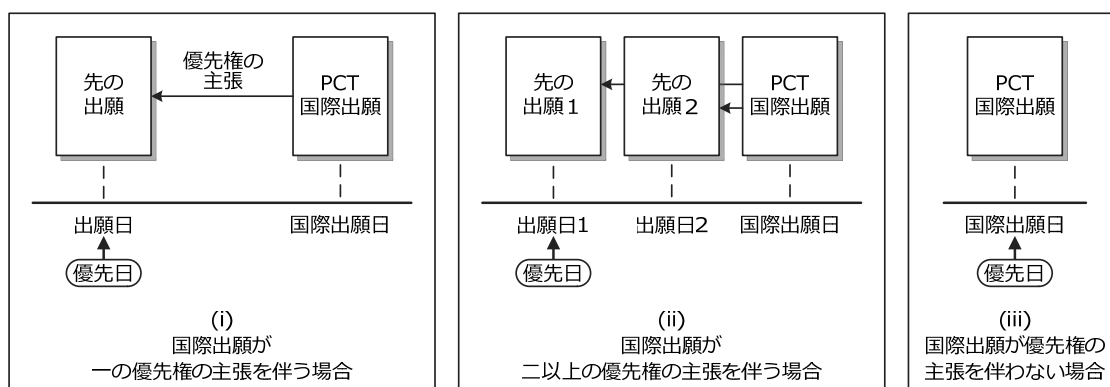 先の
出願
優先権の
主張
PCT
国際出願
出願日
国際出願日
優先日
(i)
国際出願が
一の優先権の主張を伴う場合
先の
出願1
先の
出願2
PCT
国際出願
出願日1
出願日2
国際出願日
優先日
(ii)
国際出願が
二以上の優先権の主張を伴う場合
PCT
国際出願
国際出願日
優先日
(iii)
国際出願が優先権の
主張を伴わない場合